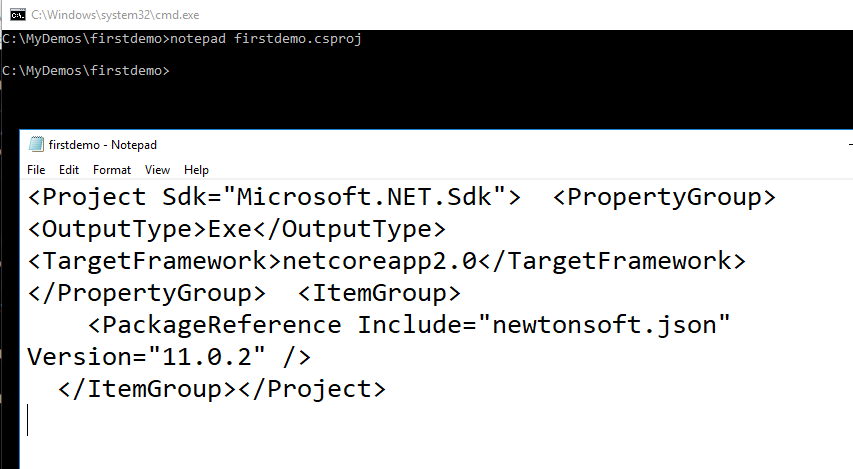 C:\Windows\system32\cmd.exe
C:\MyDemos\firstdemo>notepad firstdemo.csproj
C:\MyDemos\firstdemo>
firstdemo - Notepad
File Edit Format View Help
<Project Sdk="Microsoft.NET.Sdk">  <PropertyGroup>
<OutputType>Exe</OutputType>
<TargetFramework>netcoreapp2.0</TargetFramework>
</PropertyGroup>  <ItemGroup>
    <PackageReference Include="newtonsoft.json"
Version="11.0.2" />
  </ItemGroup></Project>